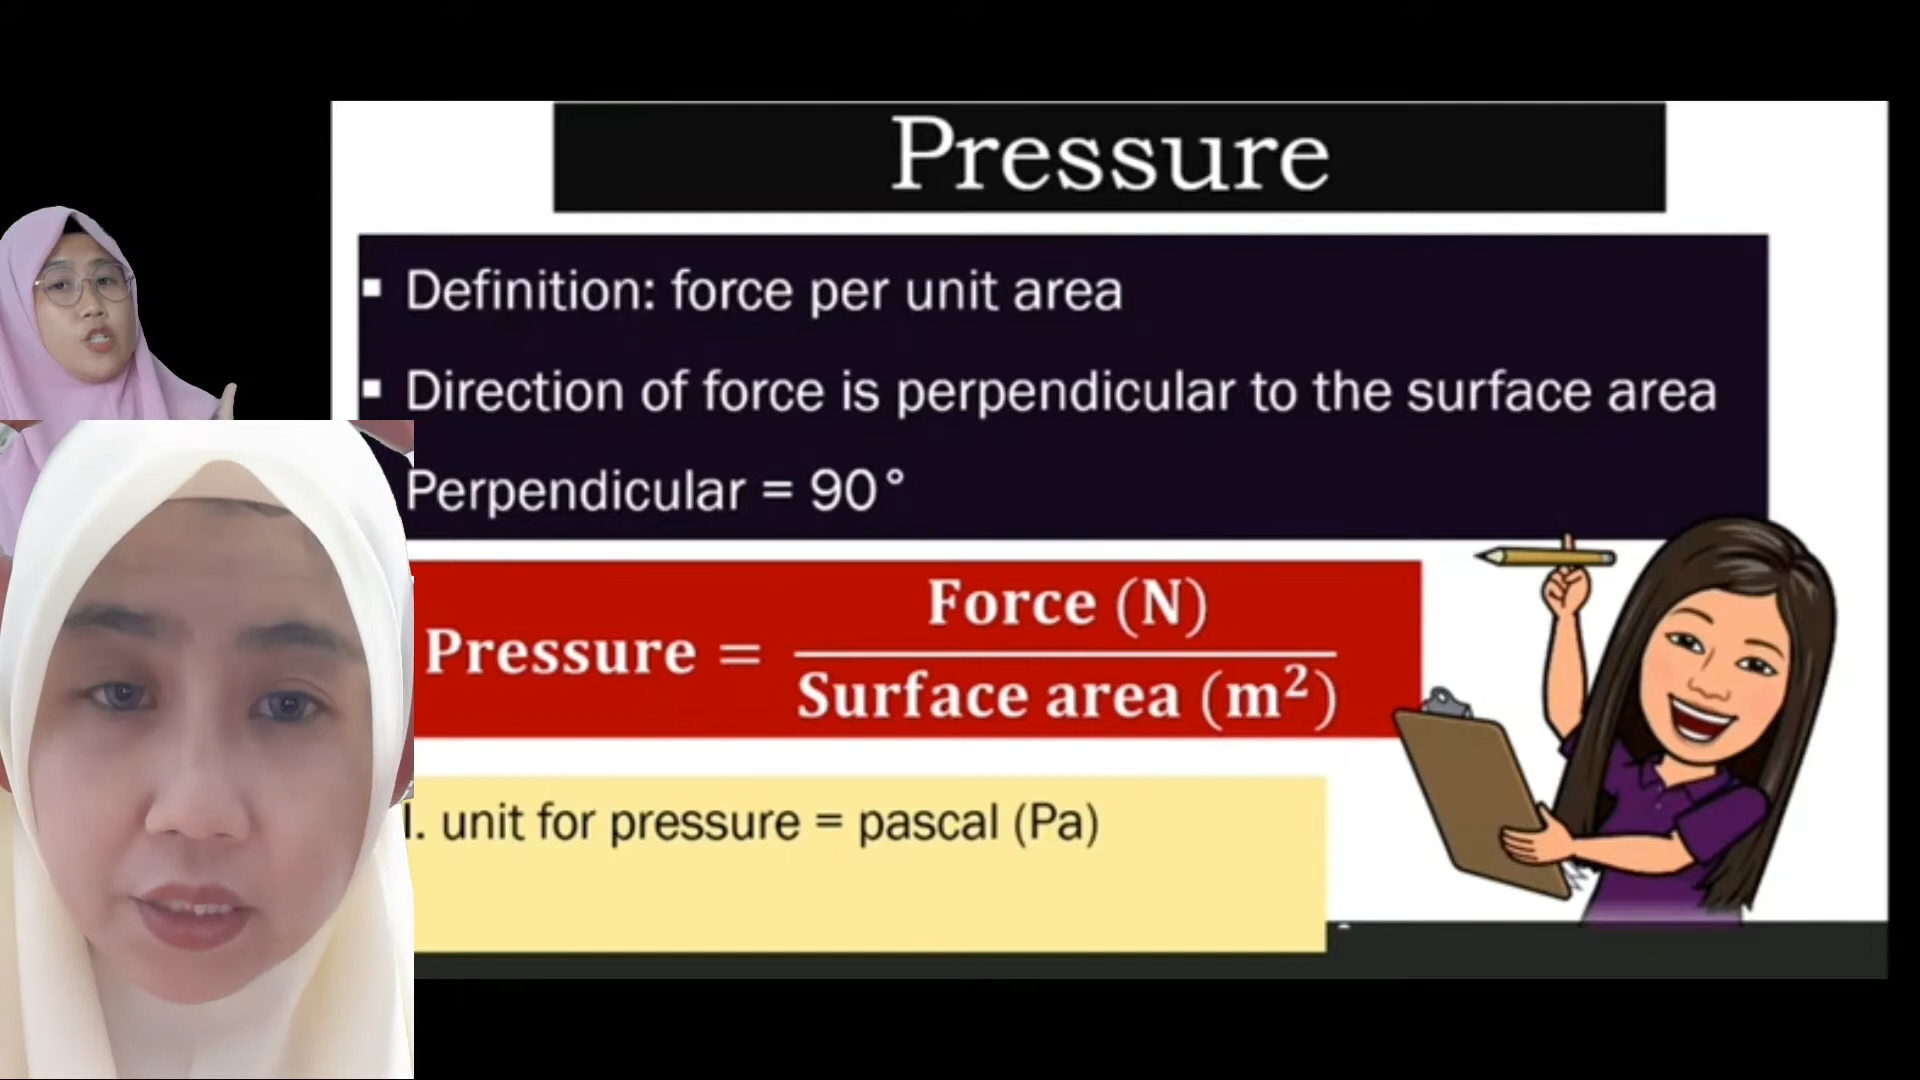 Pressure
▪ Definition: force per unit area
▪ Direction of force is perpendicular to the surface area
Perpendicular = 90°
Pressure = Force (N) / Surface area (m²)
I. unit for pressure = pascal (Pa)